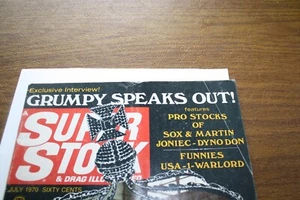 Exclusive Interview!
GRUMPY SPEAKS OUT!
features
PRO STOCKS
OF
SOX & MARTIN
JONIEC - DYNO DON
FUNNIES
USA-1-WARLORD
SUPER
STOCK
& DRAG
JULY 1970 SIXTY CENTS